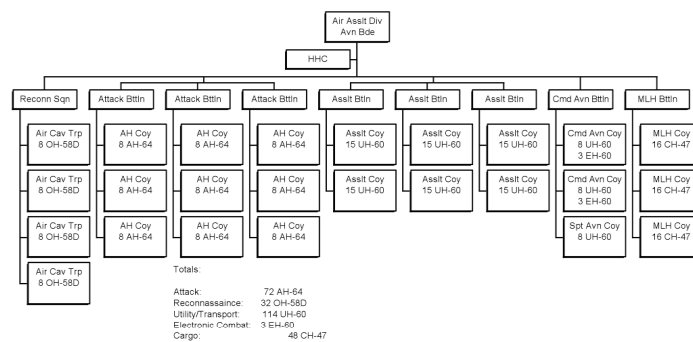 Air Asslt Div
Avn Bde
HHC
Reconn Sqn
Attack Bttln
Attack Bttln
Attack Bttln
Asslt Btln
Asslt Btln
Asslt Btln
Cmd Avn Bttln
MLH Bttln
Air Cav Trp
8 OH-58D
AH Coy
8 AH-64
AH Coy
8 AH-64
AH Coy
8 AH-64
Asslt Coy
15 UH-60
Asslt Coy
15 UH-60
Asslt Coy
15 UH-60
Cmd Avn Coy
8 UH-60
3 EH-60
MLH Coy
16 CH-47
Air Cav Trp
8 OH-58D
AH Coy
8 AH-64
AH Coy
8 AH-64
AH Coy
8 AH-64
Asslt Coy
15 UH-60
Asslt Coy
15 UH-60
Asslt Coy
15 UH-60
Cmd Avn Coy
8 UH-60
3 EH-60
MLH Coy
16 CH-47
Air Cav Trp
8 OH-58D
AH Coy
8 AH-64
AH Coy
8 AH-64
AH Coy
8 AH-64
Spt Avn Coy
8 UH-60
MLH Coy
16 CH-47
Air Cav Trp
8 OH-58D
Totals:
Attack: 72 AH-64
Reconnassaince: 32 OH-58D
Utility/Transport: 114 UH-60
Electronic Combat: 3 EH-60
Cargo: 48 CH-47